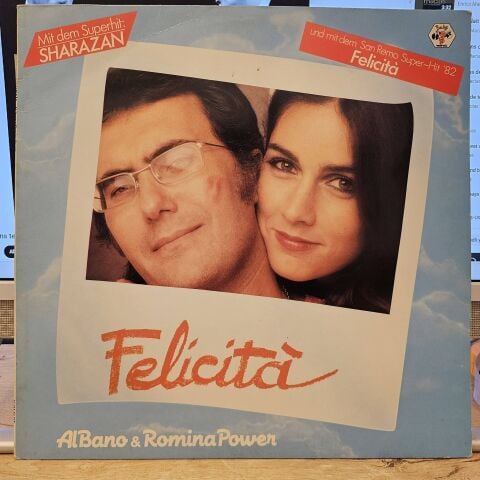 Mit dem Superhit:
SHARAZAN
und mit dem San Remo Super-Hit '82
Felicità
Felicità
Al Bano & Romina Power